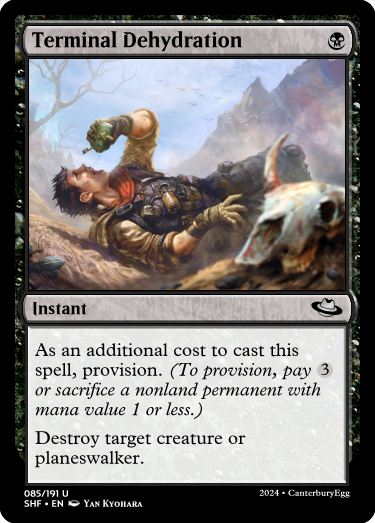 Terminal Dehydration
Instant
As an additional cost to cast this
spell, provision. (To provision, pay 3
or sacrifice a nonland permanent with
mana value 1 or less.)
Destroy target creature or
planeswalker.
085/191 U
SHF • EN Yan Kyohara
2024 • CanterburyEgg